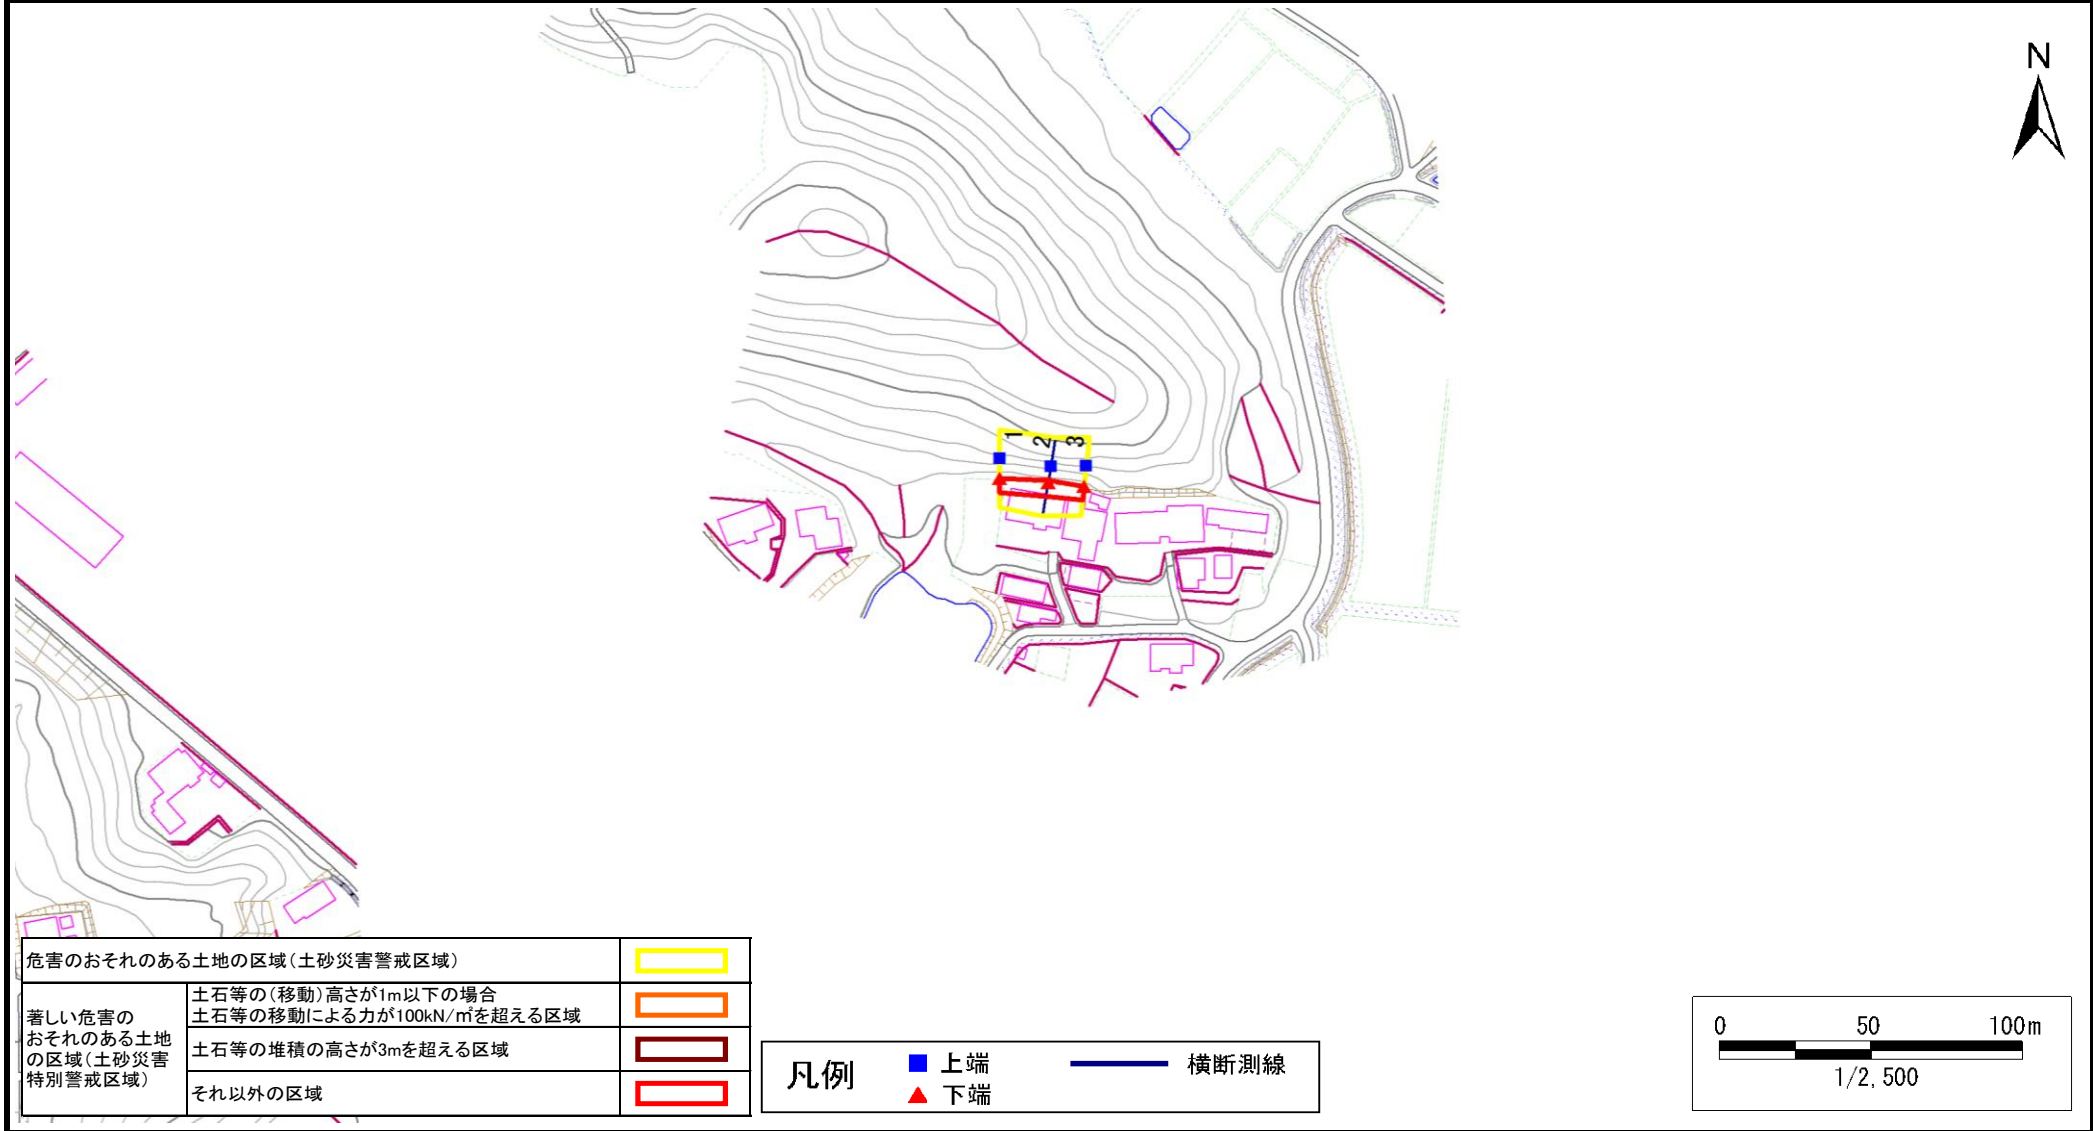 N
1
2
3
危害のおそれのある土地の区域(土砂災害警戒区域)
著しい危害の
おそれのある土地
の区域(土砂災害
特別警戒区域)
土石等の(移動)高さが1m以下の場合
土石等の移動による力が100kN/㎡を超える区域
土石等の堆積の高さが3mを超える区域
それ以外の区域
凡例
上端
下端
横断測線
0 50 100m
1/2,500